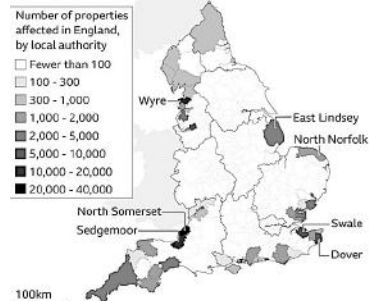 Number of properties
affected in England,
by local authority
Fewer than 100
100 - 300
300 - 1,000
1,000 - 2,000
2,000 - 5,000
5,000 - 10,000
10,000 - 20,000
20,000 - 40,000
Wyre
East Lindsey
North Norfolk
North Somerset
Sedgemoor
Swale
Dover
100km